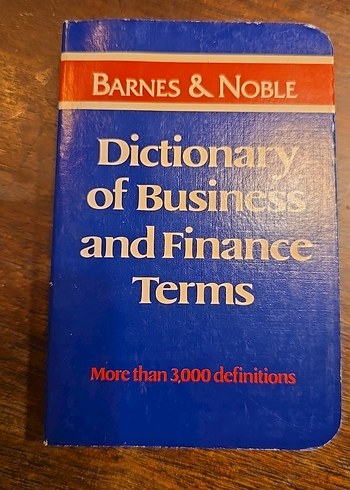 BARNES & NOBLE
Dictionary
of Business
and Finance
Terms
More than 3,000 definitions